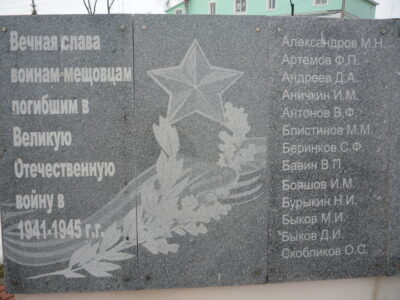 Вечная слава
воинам-мещовцам
погибшим в
Великую
Отечественную
войну в
1941-1945 г.г.
Александров М.Н.
Артемов Ф.П.
Андреев Д.А.
Аничкин И.М.
Антонов В.Ф.
Блистинов М.М.
Беринков С.Ф.
Бавин В.П.
Бояшов И.М.
Бурыкин Н.И.
Быков М.И.
Быков Д.И.
Скобликов О.С.